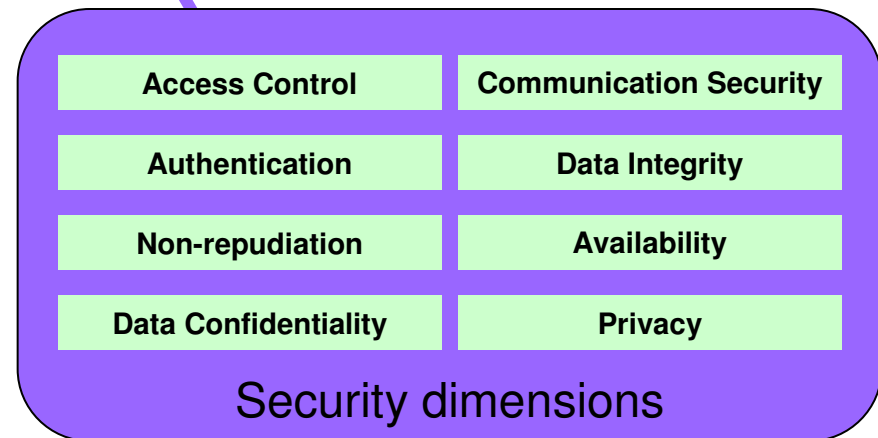 Access Control
Communication Security
Authentication
Data Integrity
Non-repudiation
Availability
Data Confidentiality
Privacy
Security dimensions